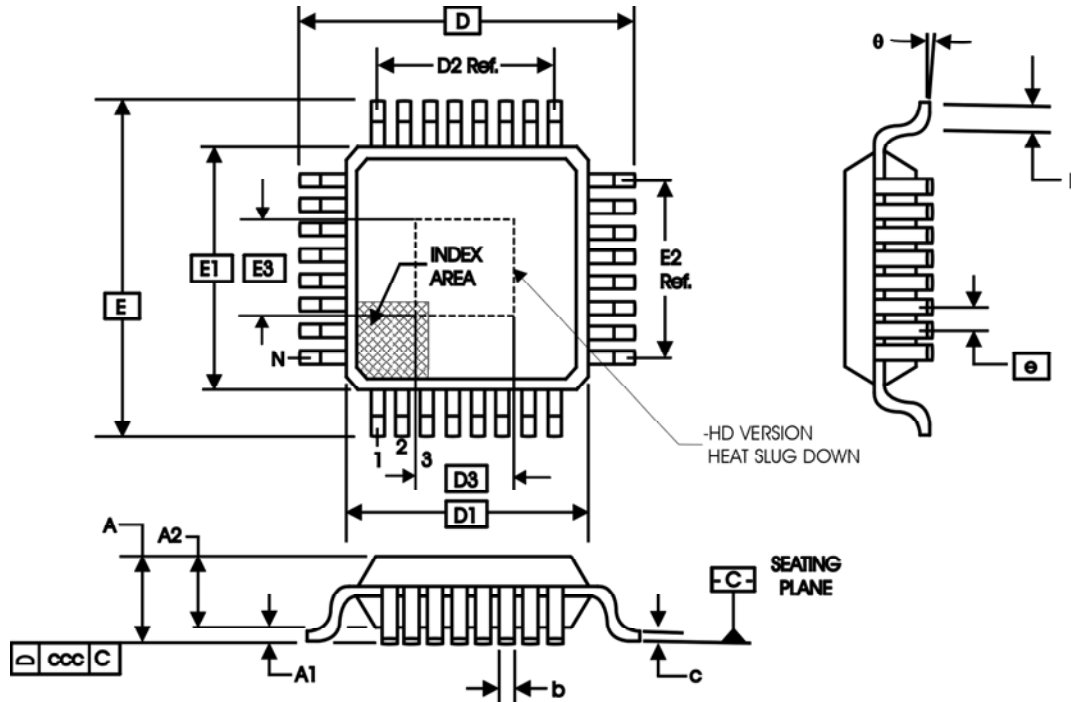 D
D2 Ref.
θ
E
E1
E3
INDEX
AREA
E2
Ref.
N
e
1
2
3
D3
D1
-HD VERSION
HEAT SLUG DOWN
A
A2
-C-
SEATING
PLANE
ccc C
A1
b
c